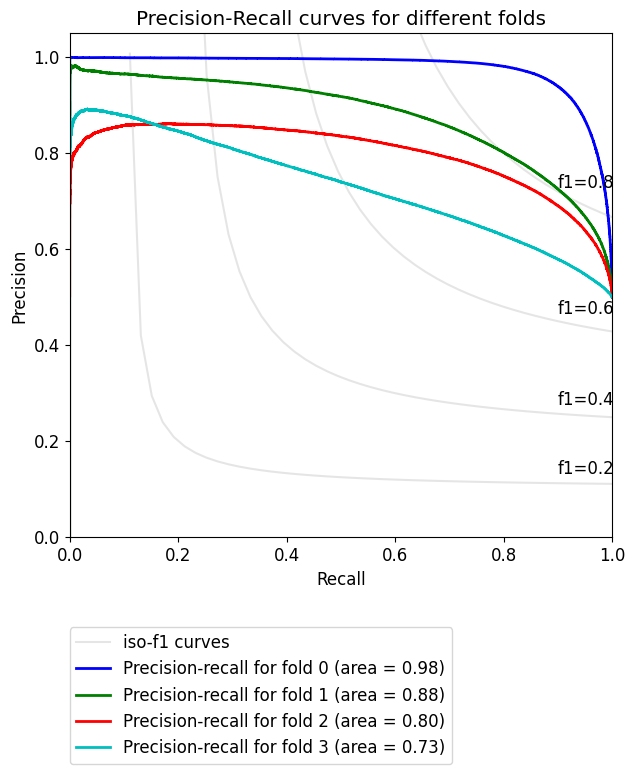 Precision-Recall curves for different folds
1.0
0.8
0.6
0.4
0.2
0.0
Precision
f1=0.8
f1=0.6
f1=0.4
f1=0.2
0.0 0.2 0.4 0.6 0.8 1.0
Recall
iso-f1 curves
Precision-recall for fold 0 (area = 0.98)
Precision-recall for fold 1 (area = 0.88)
Precision-recall for fold 2 (area = 0.80)
Precision-recall for fold 3 (area = 0.73)